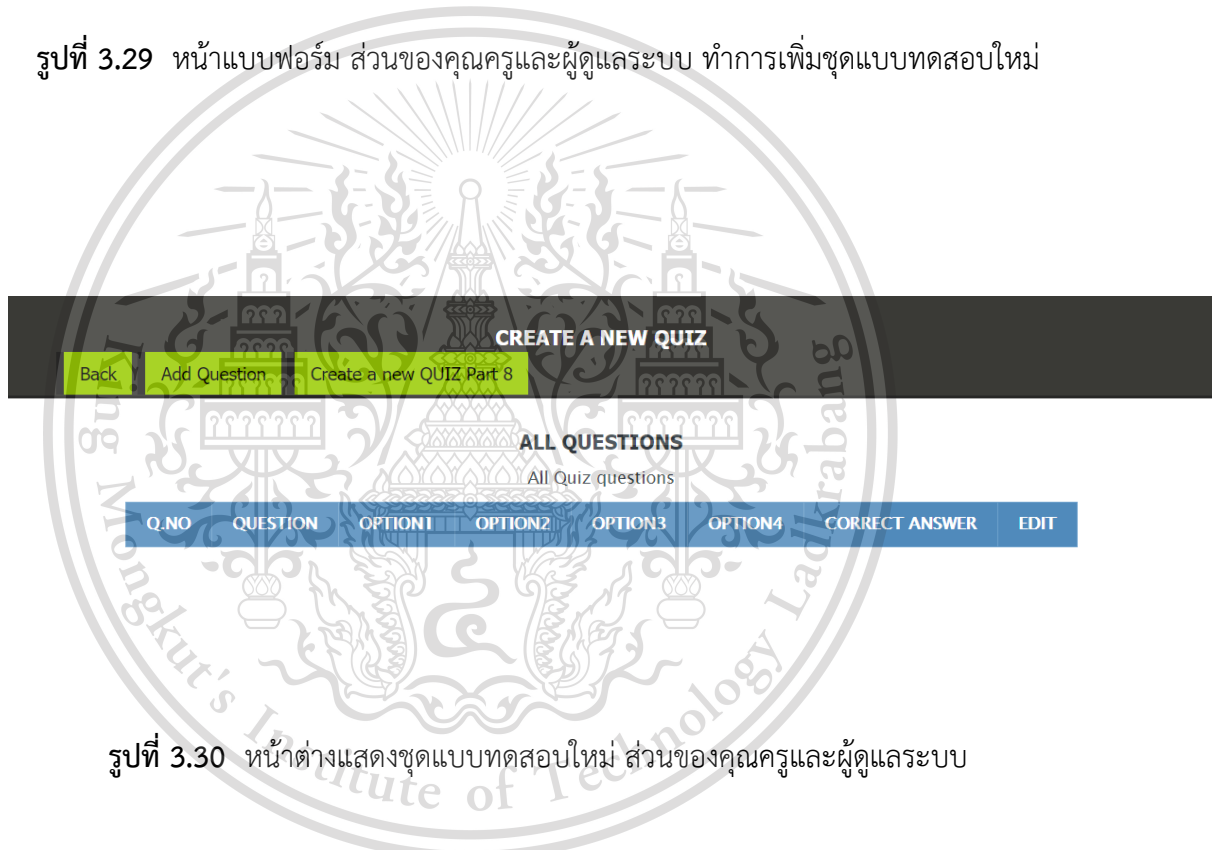 รูปที่ 3.29 หน้าแบบฟอร์ม ส่วนของคุณครูและผู้ดูแลระบบ ทำการเพิ่มชุดแบบทดสอบใหม่
CREATE A NEW QUIZ
Back Add Question Create a new QUIZ Part 8
ALL QUESTIONS
All Quiz questions
Q.NO QUESTION OPTION1 OPTION2 OPTION3 OPTION4 CORRECT ANSWER EDIT
รูปที่ 3.30 หน้าต่างแสดงชุดแบบทดสอบใหม่ ส่วนของคุณครูและผู้ดูแลระบบ
King Mongkut's Institute of Technology Ladkrabang